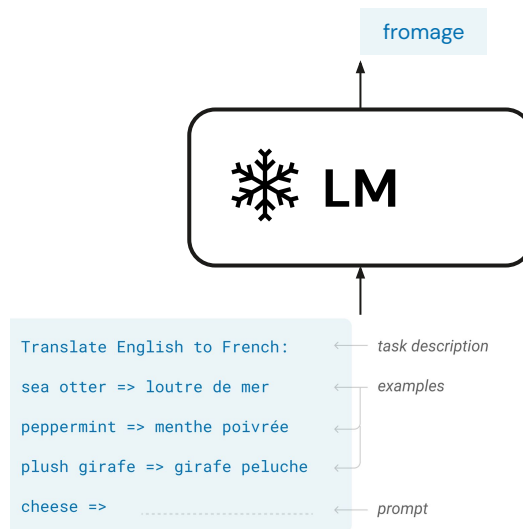 fromage
LM
Translate English to French:
task description
sea otter => loutre de mer
examples
peppermint => menthe poivrée
plush girafe => girafe peluche
cheese =>
prompt